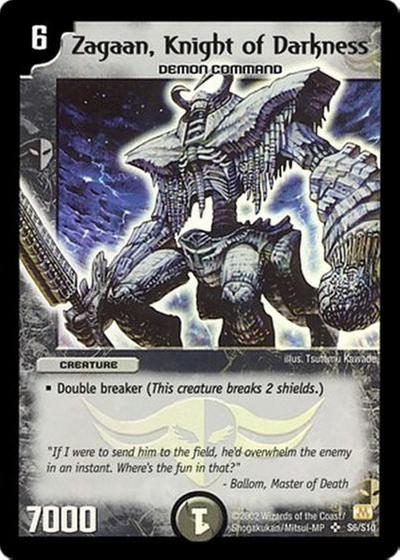 6
Zagaan, Knight of Darkness
DEMON COMMAND
illus. Tsutomu Kawade
CREATURE
▪ Double breaker (This creature breaks 2 shields.)
"If I were to send him to the field, he'd overwhelm the enemy
in an instant. Where's the fun in that?"
- Ballom, Master of Death
7000
1
©2002 Wizards of the Coast/
Shogakukan/Mitsui-MP S6/S10